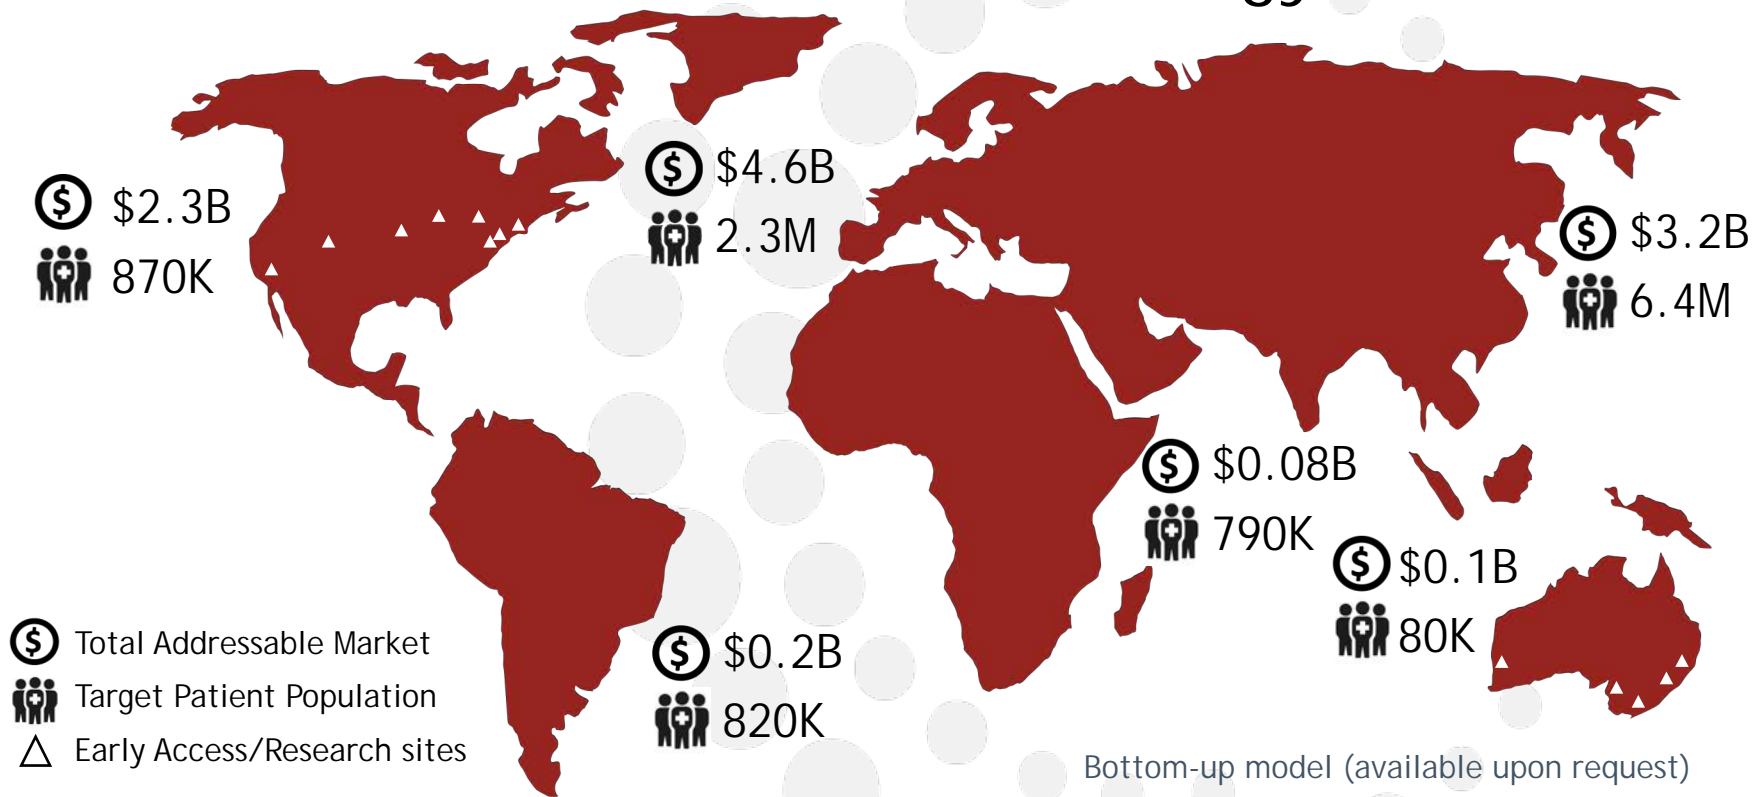 $4.6B
2.3M
$2.3B
870K
$3.2B
6.4M
$0.08B
790K
$0.1B
80K
$0.2B
820K
Total Addressable Market
Target Patient Population
Early Access/Research sites
Bottom-up model (available upon request)